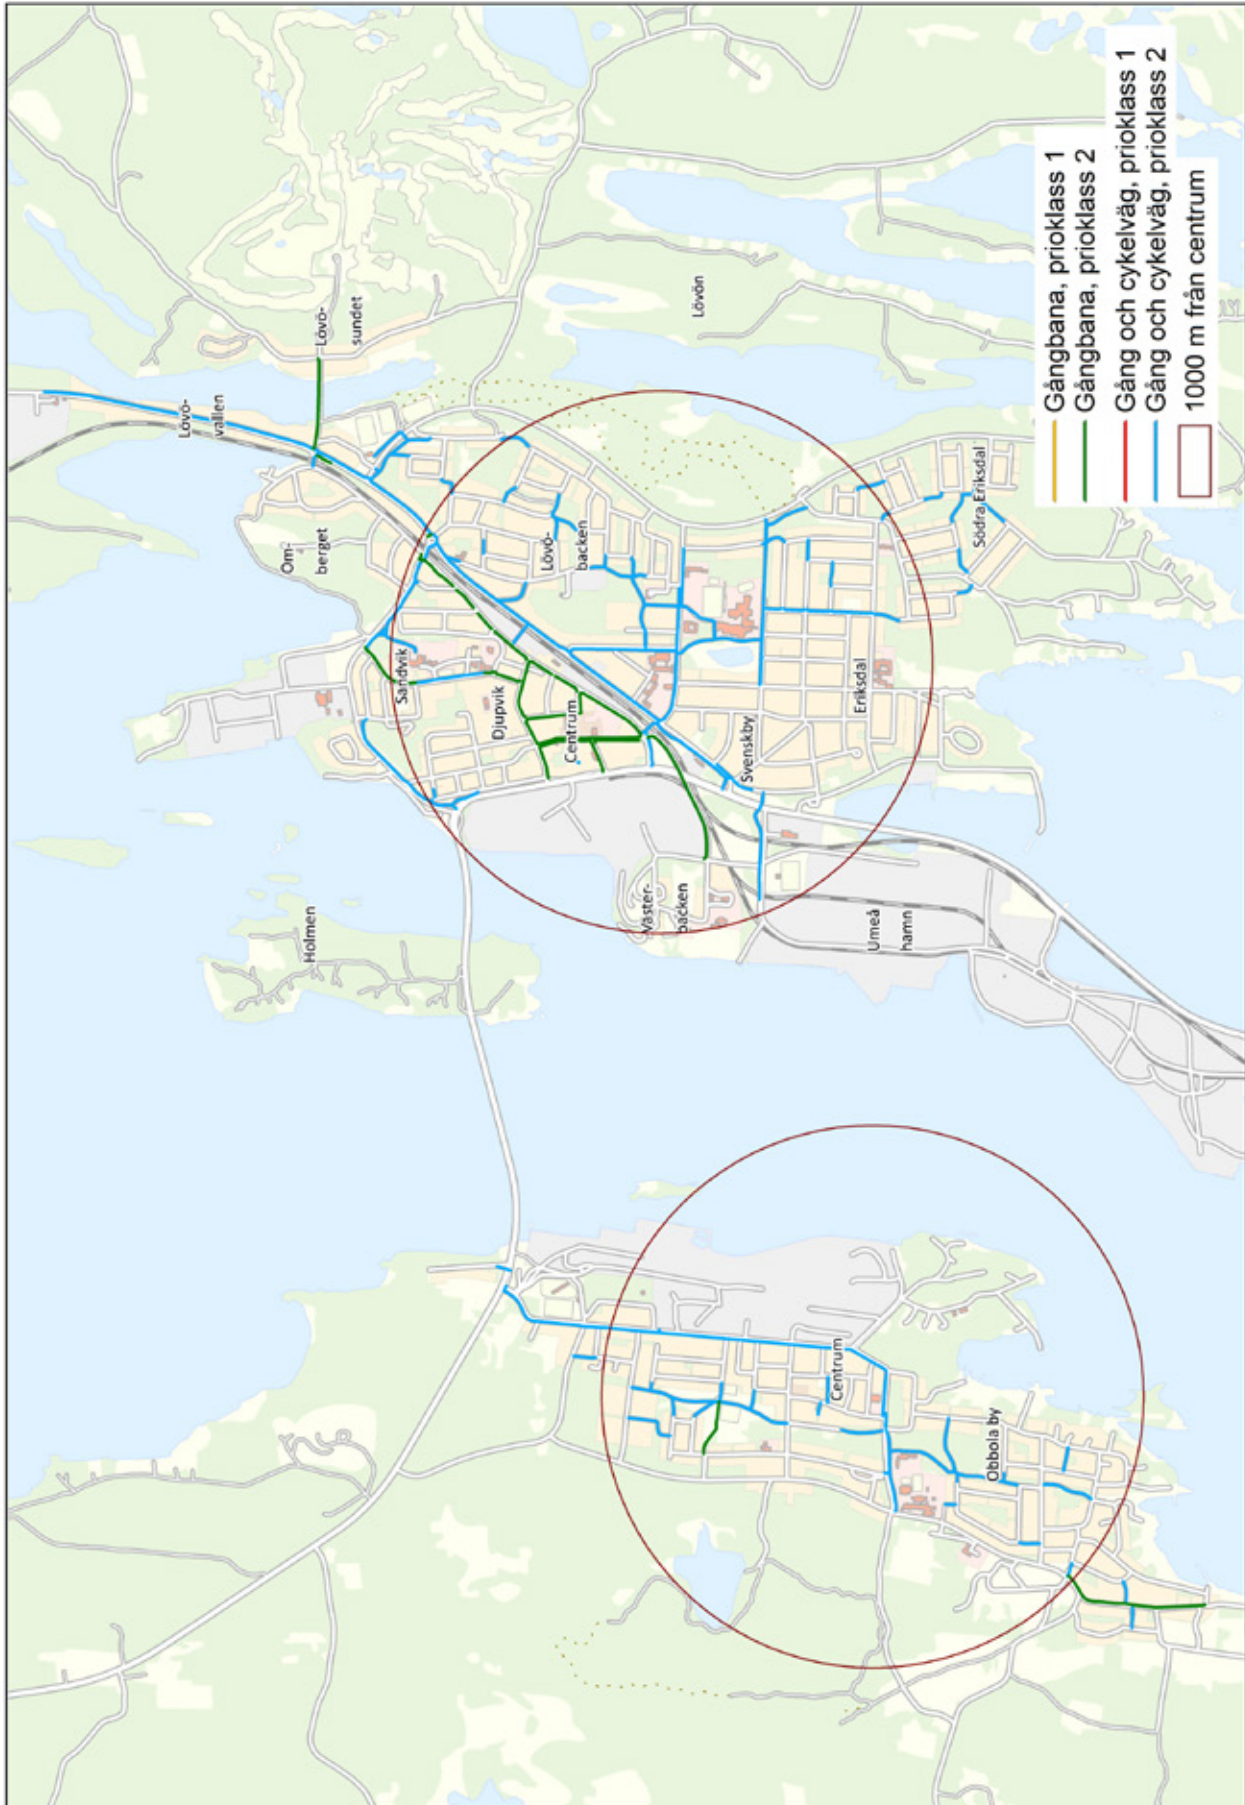 Lövö-
vallen
Lövö-
sundet
Om-
berget
Lövön
Sandvik
Djupvik
Centrum
Lövö-
backen
Södra Eriksdal
Eriksdal
Svenskby
Väster-
backen
Umeå
hamn
Holmen
Centrum
Obbola by
Gångbana, prioklass 1
Gångbana, prioklass 2
Gång och cykelväg, prioklass 1
Gång och cykelväg, prioklass 2
1000 m från centrum